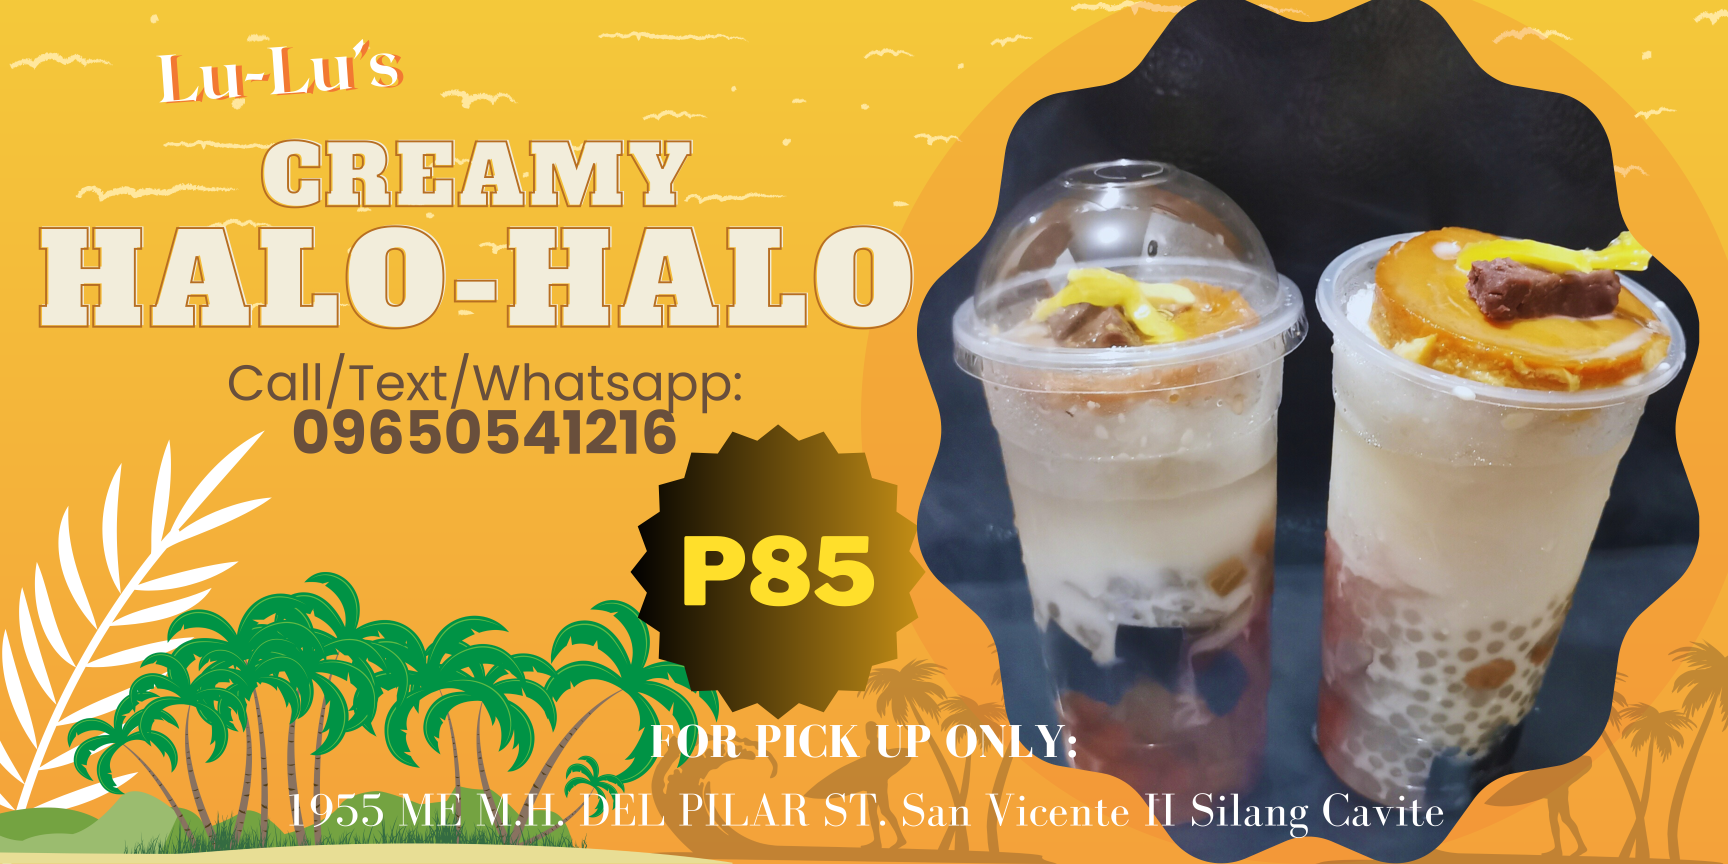 Lu-Lu's
CREAMY
HALO-HALO
Call/Text/Whatsapp:
09650541216
P85
FOR PICK UP ONLY:
1955 ME M.H. DEL PILAR ST. San Vicente II Silang Cavite